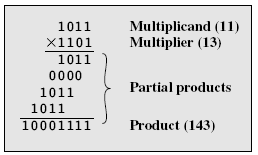 1011 Multiplicand (11)
×1101 Multiplier (13)
1011
0000
1011 Partial products
1011
10001111 Product (143)